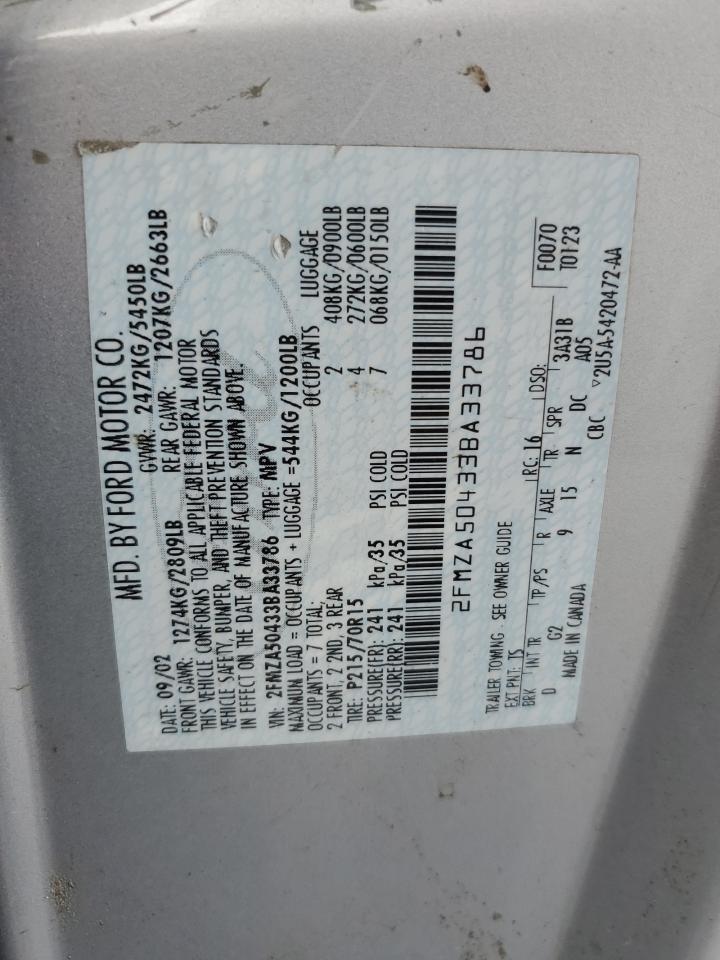 MFD. BY FORD MOTOR CO.
DATE: 09/02 GVWR: 2472KG/5450LB
FRONT GAWR: 1274KG/2809LB REAR GAWR: 1207KG/2663LB
THIS VEHICLE CONFORMS TO ALL APPLICABLE FEDERAL MOTOR
VEHICLE SAFETY, BUMPER, AND THEFT PREVENTION STANDARDS
IN EFFECT ON THE DATE OF MANUFACTURE SHOWN ABOVE.
VIN: 2FMZA50433BA33786 TYPE: MPV
MAXIMUM LOAD = OCCUPANTS + LUGGAGE =544KG/1200LB
OCCUPANTS = 7 TOTAL; OCCUPANTS LUGGAGE
2 FRONT, 2 2ND, 3 REAR 2 408KG/0900LB
TIRE: P215/70R15 4 272KG/0600LB
PRESSURE(FR): 241 kPa/35 PSI COLD 7 068KG/0150LB
PRESSURE(RR): 241 kPa/35 PSI COLD
2FMZA50433BA33786
TRAILER TOWING - SEE OWNER GUIDE
EXT PNT: TS RC: 16 DSO: F0070
BRK INT TR TP/PS R AXLE TR SPR T0123
D G2 9 15 N 3A31B
DC A05
MADE IN CANADA CBC ▽2U5A-5420472-AA